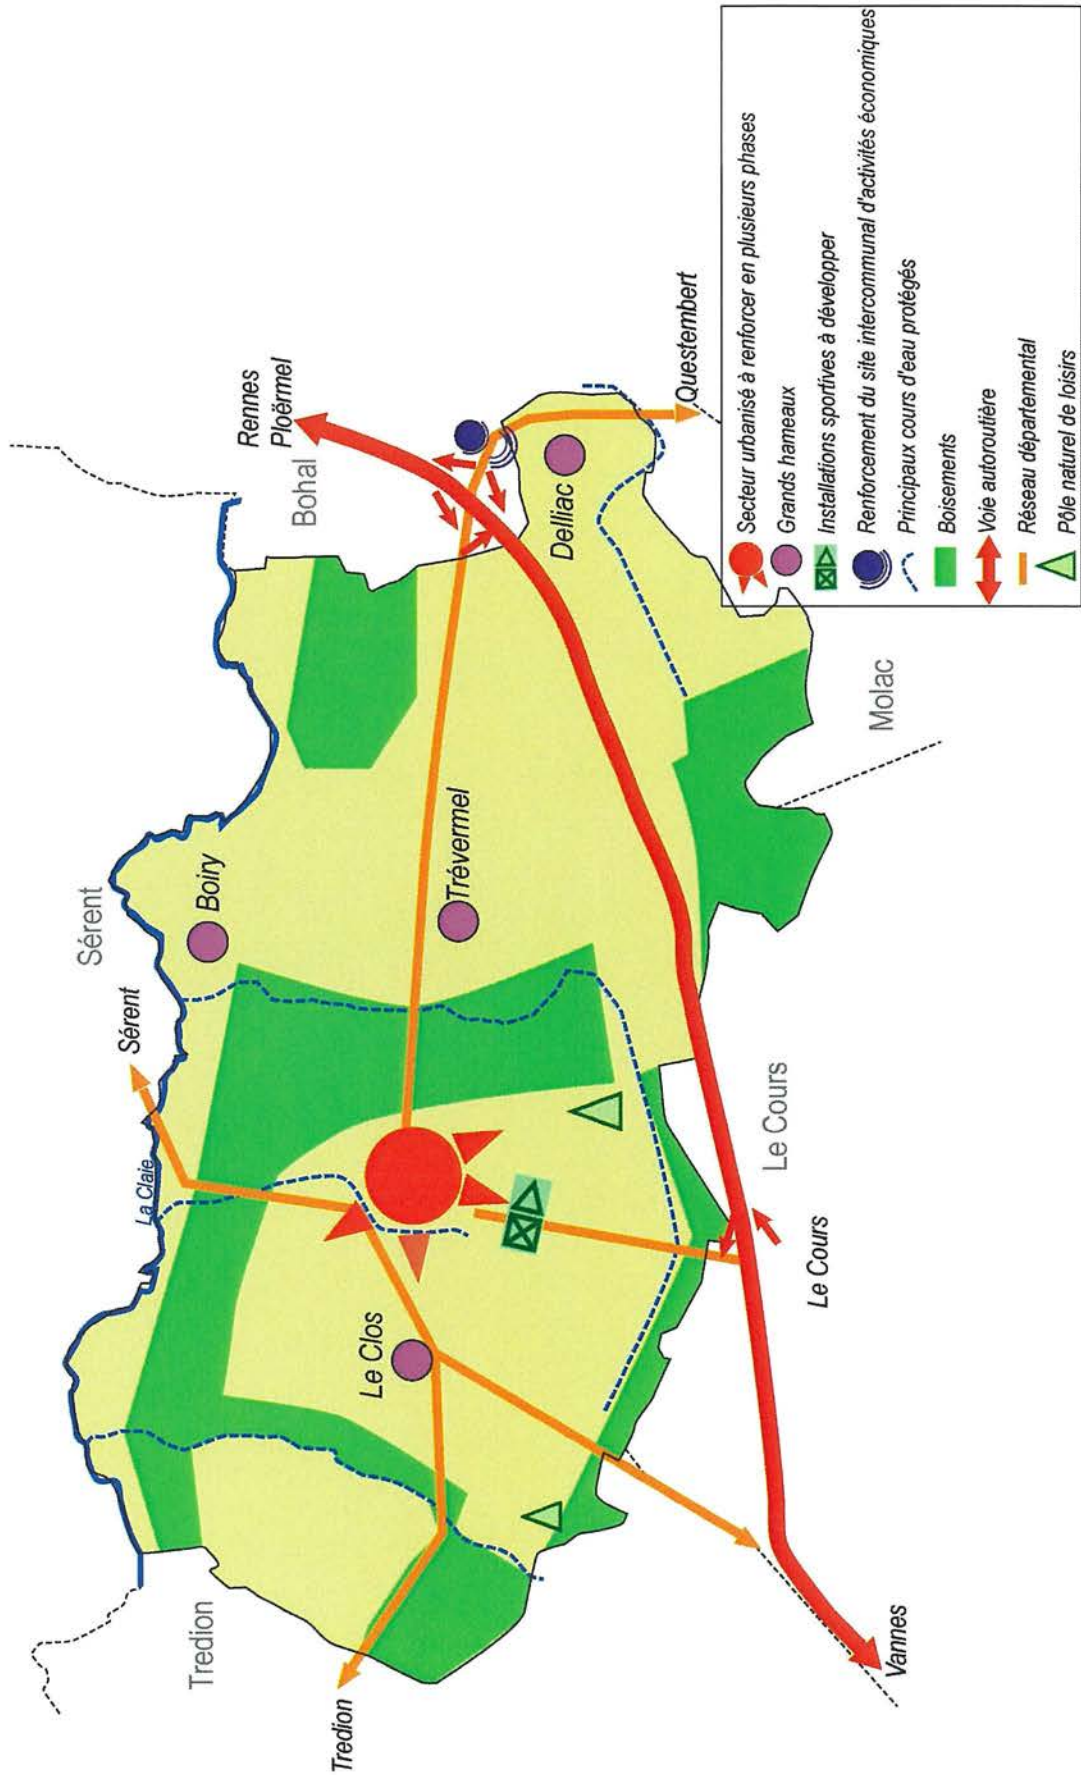 Rennes
Ploërmel
Bohal
Sérent
Sérent
La Claie
Boiry
Tredion
Tredion
Le Clos
Trévermel
Delliac
Questembert
Molac
Le Cours
Le Cours
Vannes
Secteur urbanisé à renforcer en plusieurs phases
Grands hameaux
Installations sportives à développer
Renforcement du site intercommunal d'activités économiques
Principaux cours d'eau protégés
Boisements
Voie autoroutière
Réseau départemental
Pôle naturel de loisirs